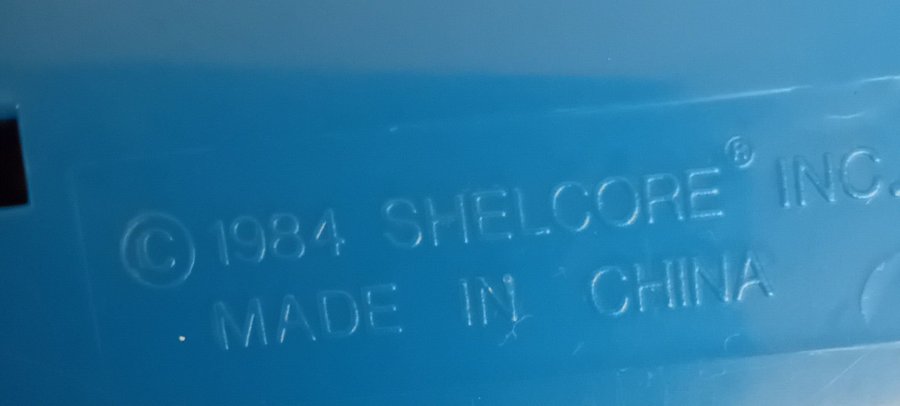 © 1984 SHELCORE® INC.
MADE IN CHINA